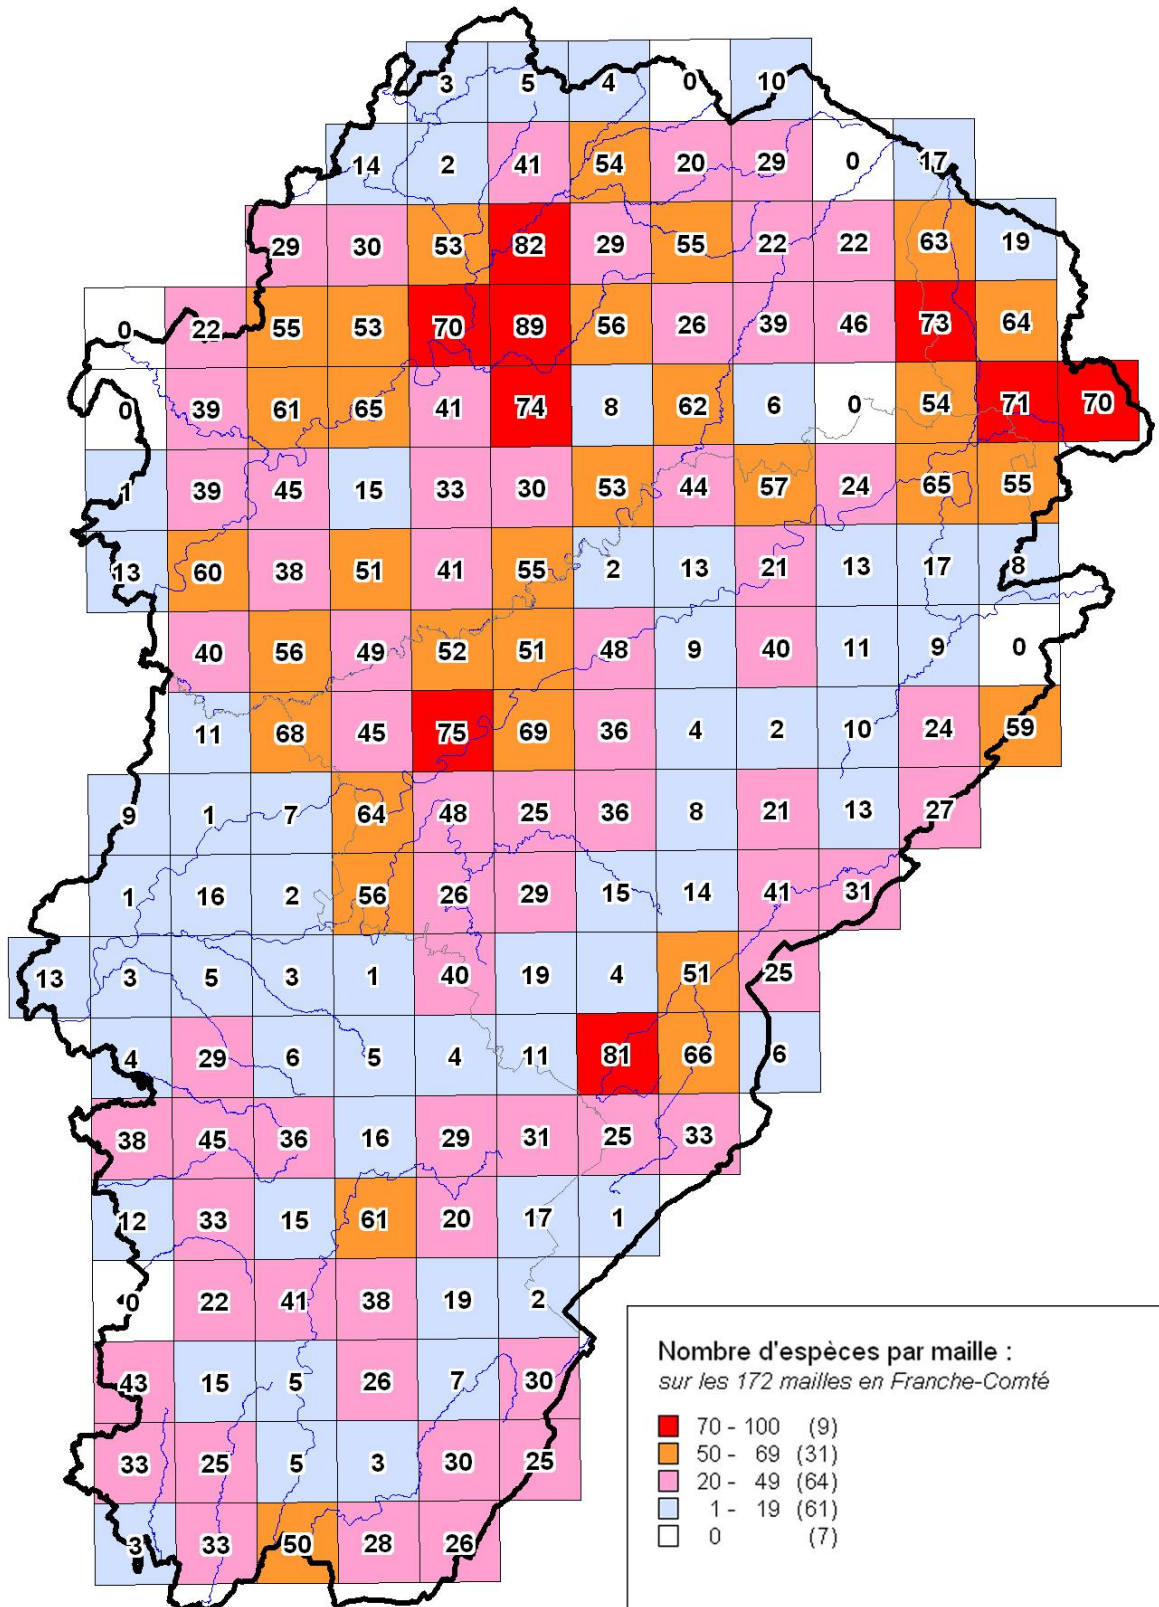 3 5 4 0 10
14 2 41 54 20 29 0 17
29 30 53 82 29 55 22 22 63 19
0 22 55 53 70 89 56 26 39 46 73 64
0 39 61 65 41 74 8 62 6 0 54 71 70
1 39 45 15 33 30 53 44 57 24 65 55
13 60 38 51 41 55 2 13 21 13 17 8
40 56 49 52 51 48 9 40 11 9 0
11 68 45 75 69 36 4 2 10 24 59
9 1 7 64 48 25 36 8 21 13 27
1 16 2 56 26 29 15 14 41 31
13 3 5 3 1 40 19 4 51 25
4 29 6 5 4 11 81 66 6
38 45 36 16 29 31 25 33
12 33 15 61 20 17 1
0 22 41 38 19 2
43 15 5 26 7 30
33 25 5 3 30 25
3 33 50 28 26
Nombre d'espèces par maille :
sur les 172 mailles en Franche-Comté
70 - 100 (9)
50 - 69 (31)
20 - 49 (64)
1 - 19 (61)
0 (7)